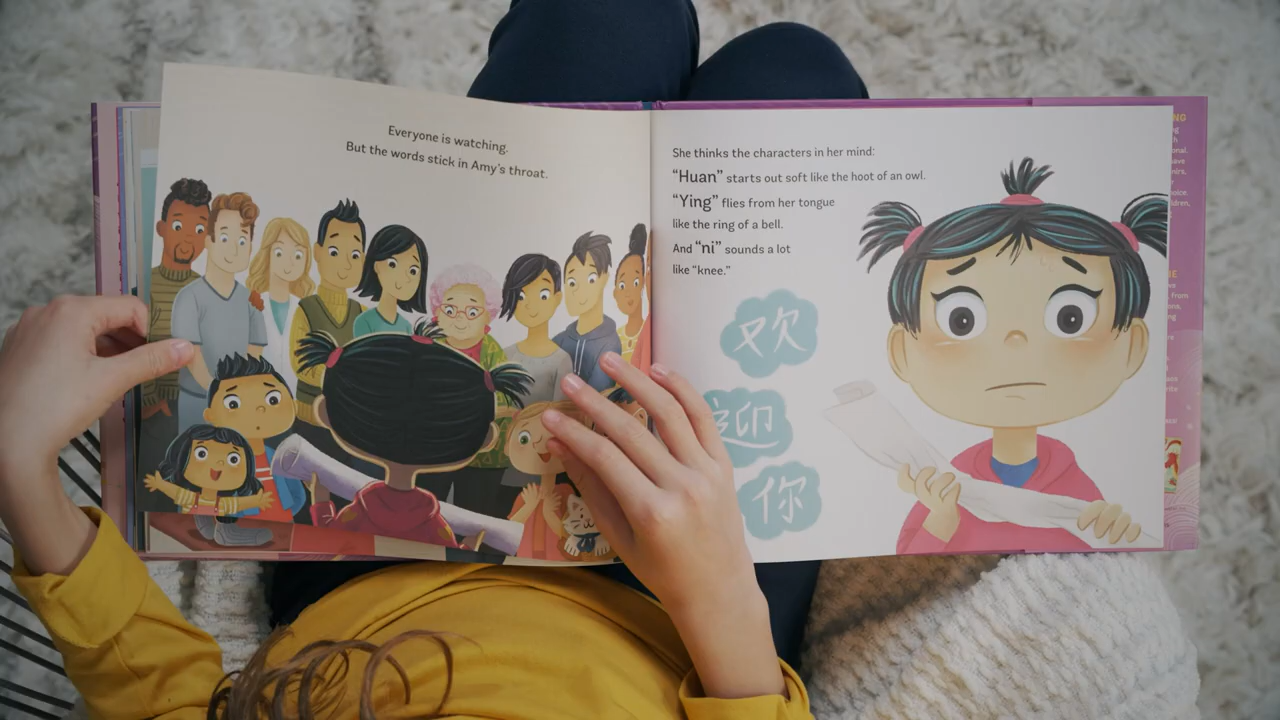 Everyone is watching.
But the words stick in Amy's throat.
She thinks the characters in her mind:
"Huan" starts out soft like the hoot of an owl.
"Ying" flies from her tongue
like the ring of a bell.
And "ni" sounds a lot
like "knee."
欢
迎
你